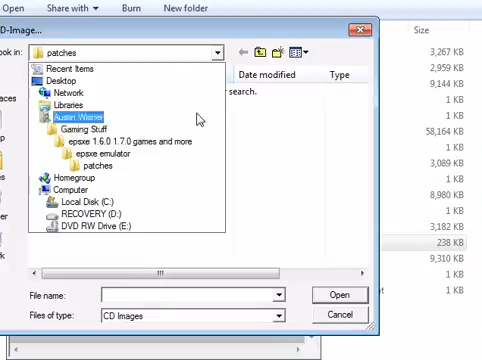 Open Share with Burn New folder
Size
CD-Image...
ook in: patches
Date modified Type
r search.
Recent Items
Desktop
Network
Libraries
Gaming Stuff
epsxe 1.6.0 1.7.0 games and more
epsxe emulator
patches
Homegroup
Computer
Local Disk (C:)
RECOVERY (D:)
DVD RW Drive (E:)
aces
File name: Open
Files of type: CD Images Cancel
3,267 KB
2,959 KB
9,144 KB
1 KB
1 KB
58,164 KB
3,089 KB
1 KB
8,980 KB
1 KB
3,182 KB
238 KB
9,310 KB
1 KB